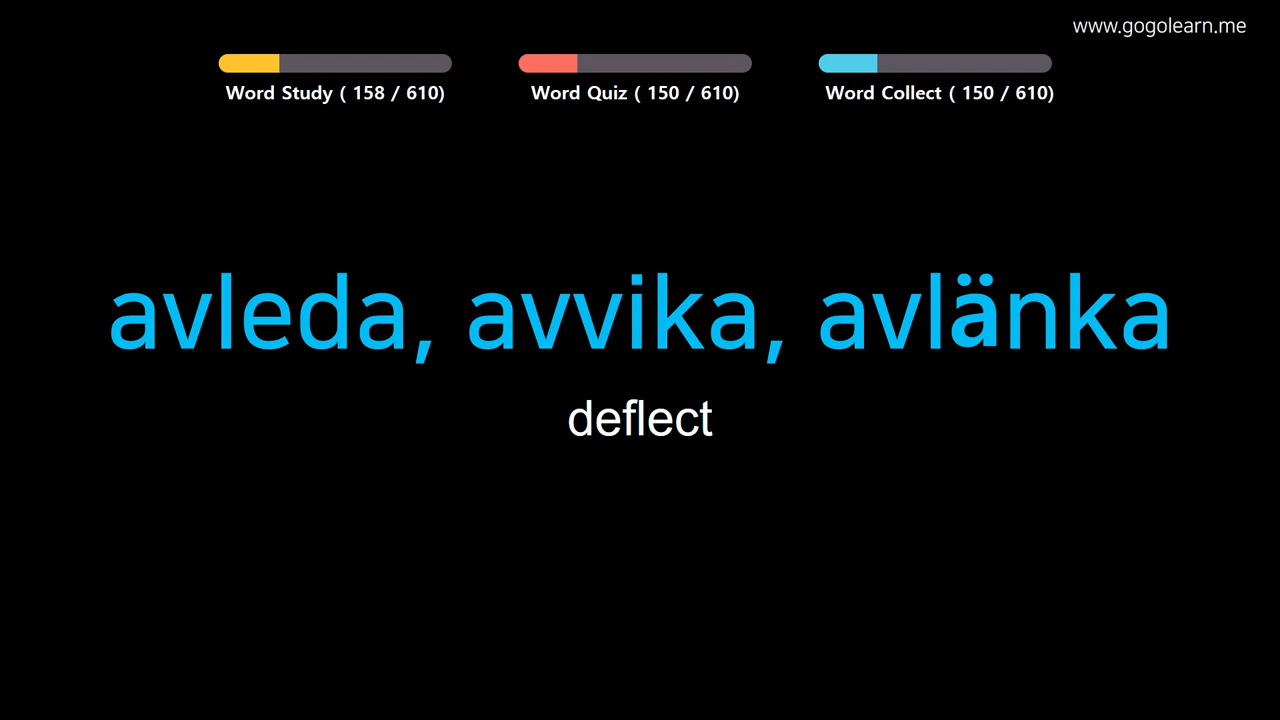 www.gogolearn.me
Word Study ( 158 / 610)
Word Quiz ( 150 / 610)
Word Collect ( 150 / 610)
avleda, avvika, avlänka
deflect